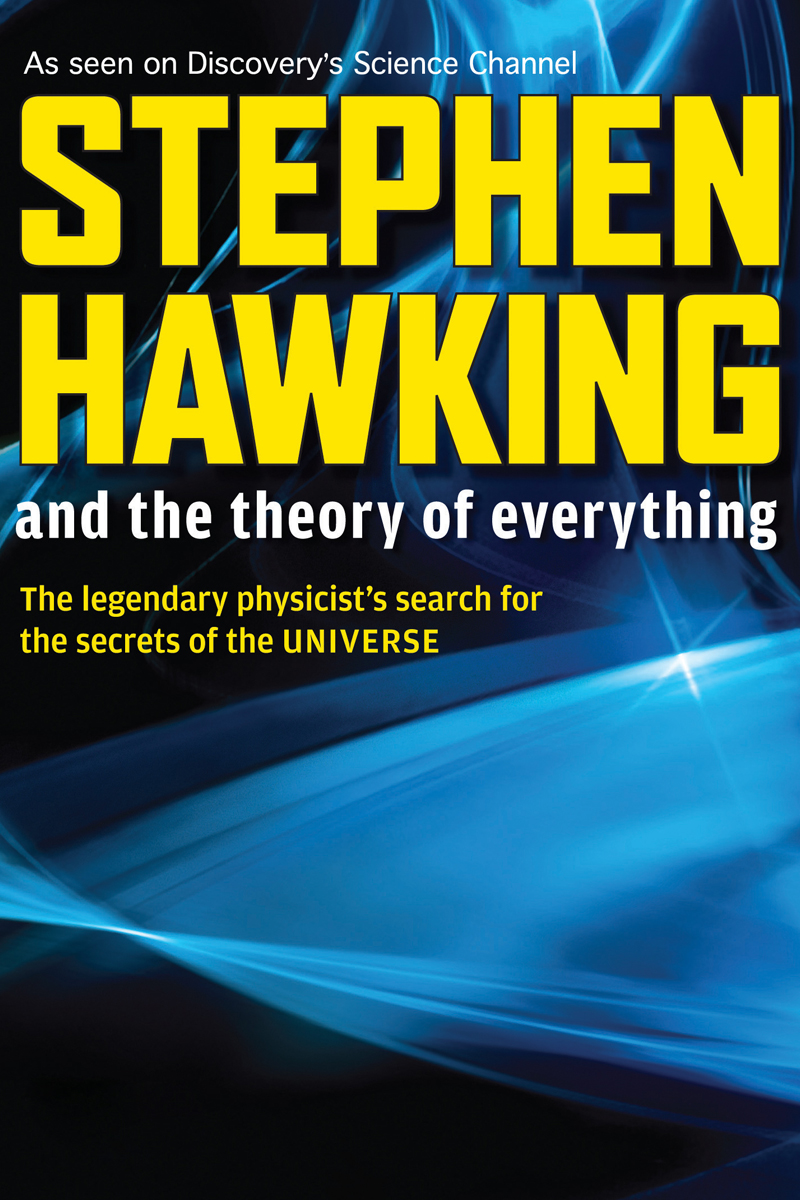 As seen on Discovery's Science Channel
STEPHEN
HAWKING
and the theory of everything
The legendary physicist's search for
the secrets of the UNIVERSE